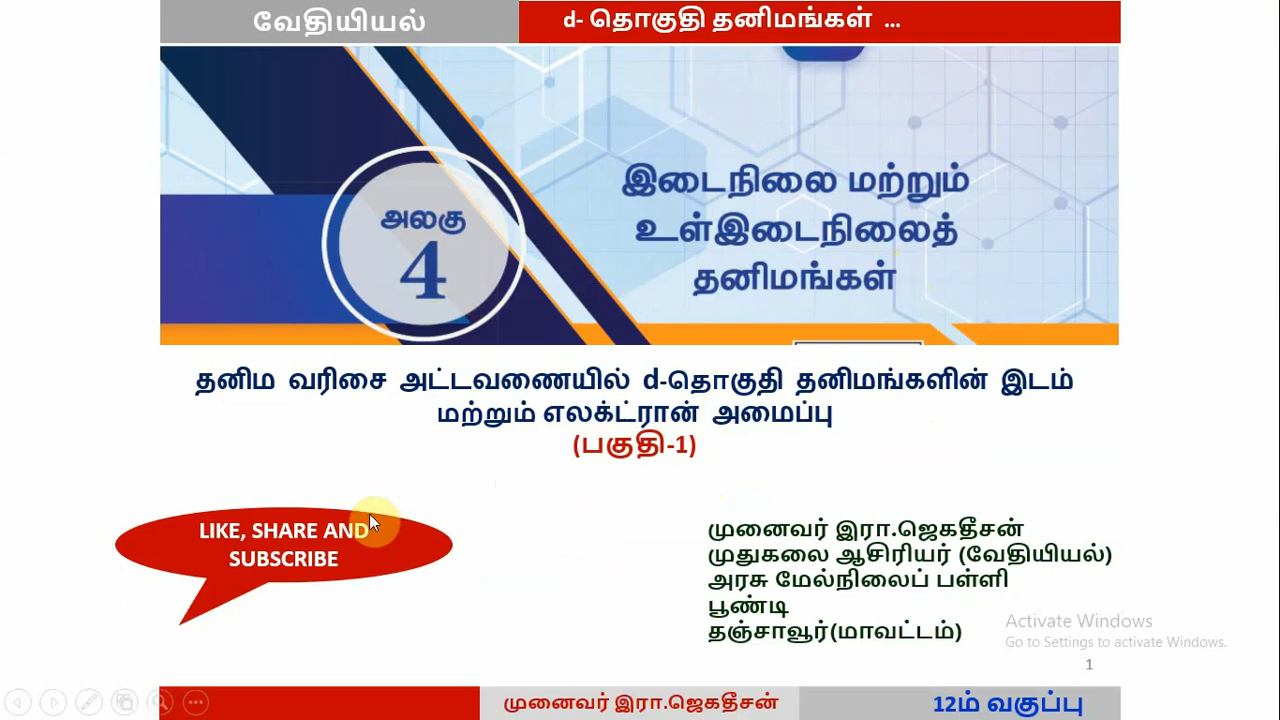 வேதியியல்
d- தொகுதி தனிமங்கள் ...
அலகு
4
இடைநிலை மற்றும்
உள்இடைநிலைத்
தனிமங்கள்
தனிம வரிசை அட்டவணையில் d-தொகுதி தனிமங்களின் இடம்
மற்றும் எலக்ட்ரான் அமைப்பு
(பகுதி-1)
LIKE, SHARE AND
SUBSCRIBE
முனைவர் இரா.ஜெகதீசன்
முதுகலை ஆசிரியர் (வேதியியல்)
அரசு மேல்நிலைப் பள்ளி
பூண்டி
தஞ்சாவூர்(மாவட்டம்)
Activate Windows
Go to Settings to activate Windows.
1
முனைவர் இரா.ஜெகதீசன்
12ம் வகுப்பு